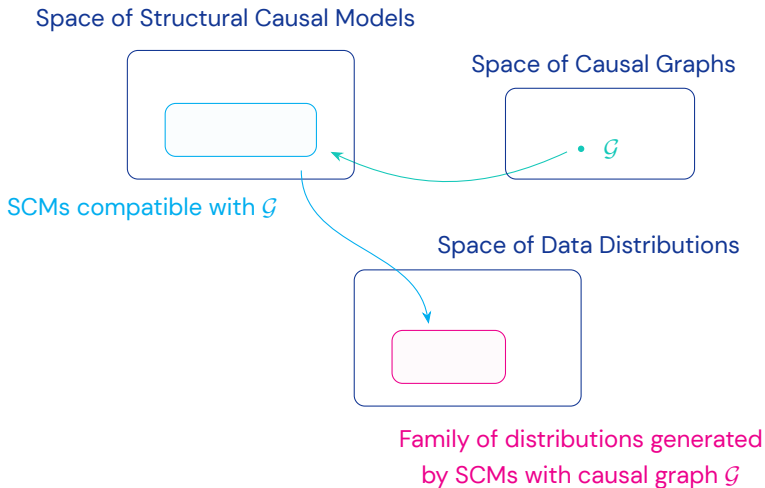 Space of Structural Causal Models
Space of Causal Graphs
𝒢
SCMs compatible with 𝒢
Space of Data Distributions
Family of distributions generated
by SCMs with causal graph 𝒢